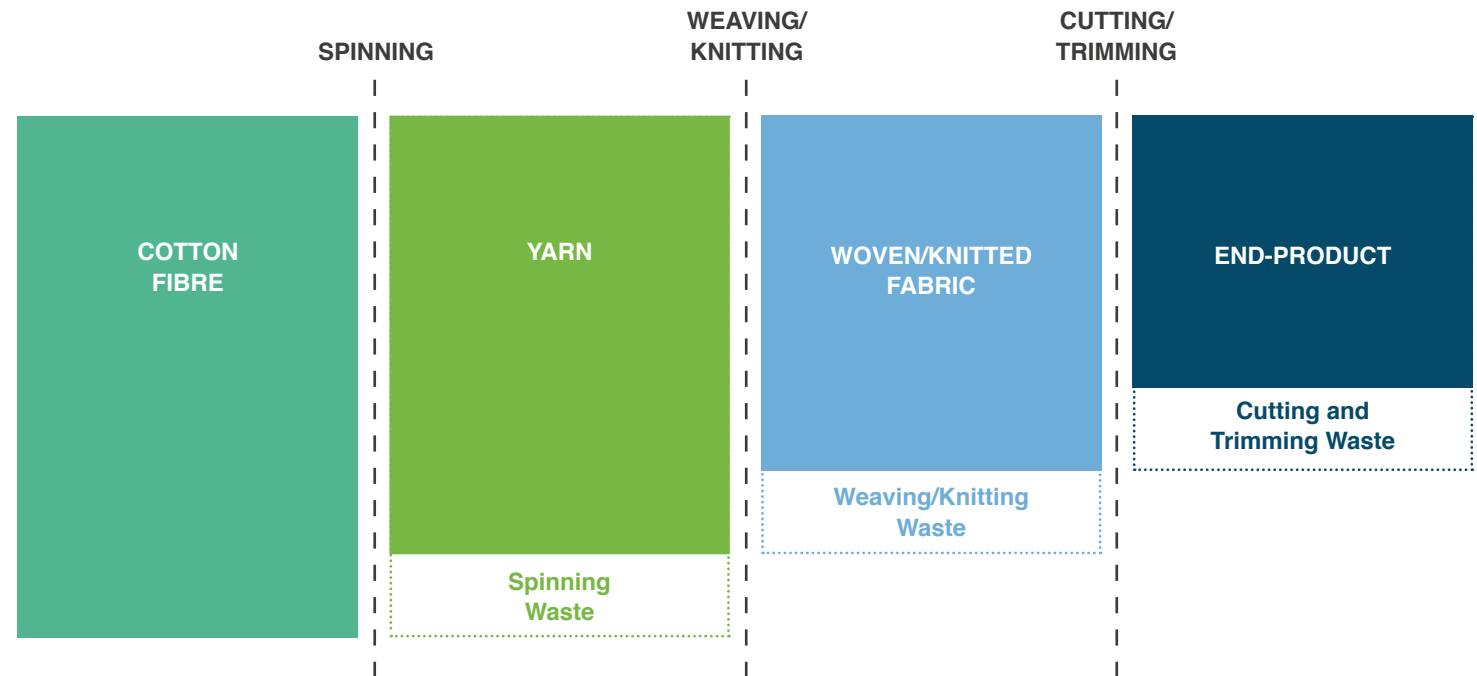 SPINNING
WEAVING/
KNITTING
CUTTING/
TRIMMING
COTTON
FIBRE
YARN
WOVEN/KNITTED
FABRIC
END-PRODUCT
Spinning
Waste
Weaving/Knitting
Waste
Cutting and
Trimming Waste